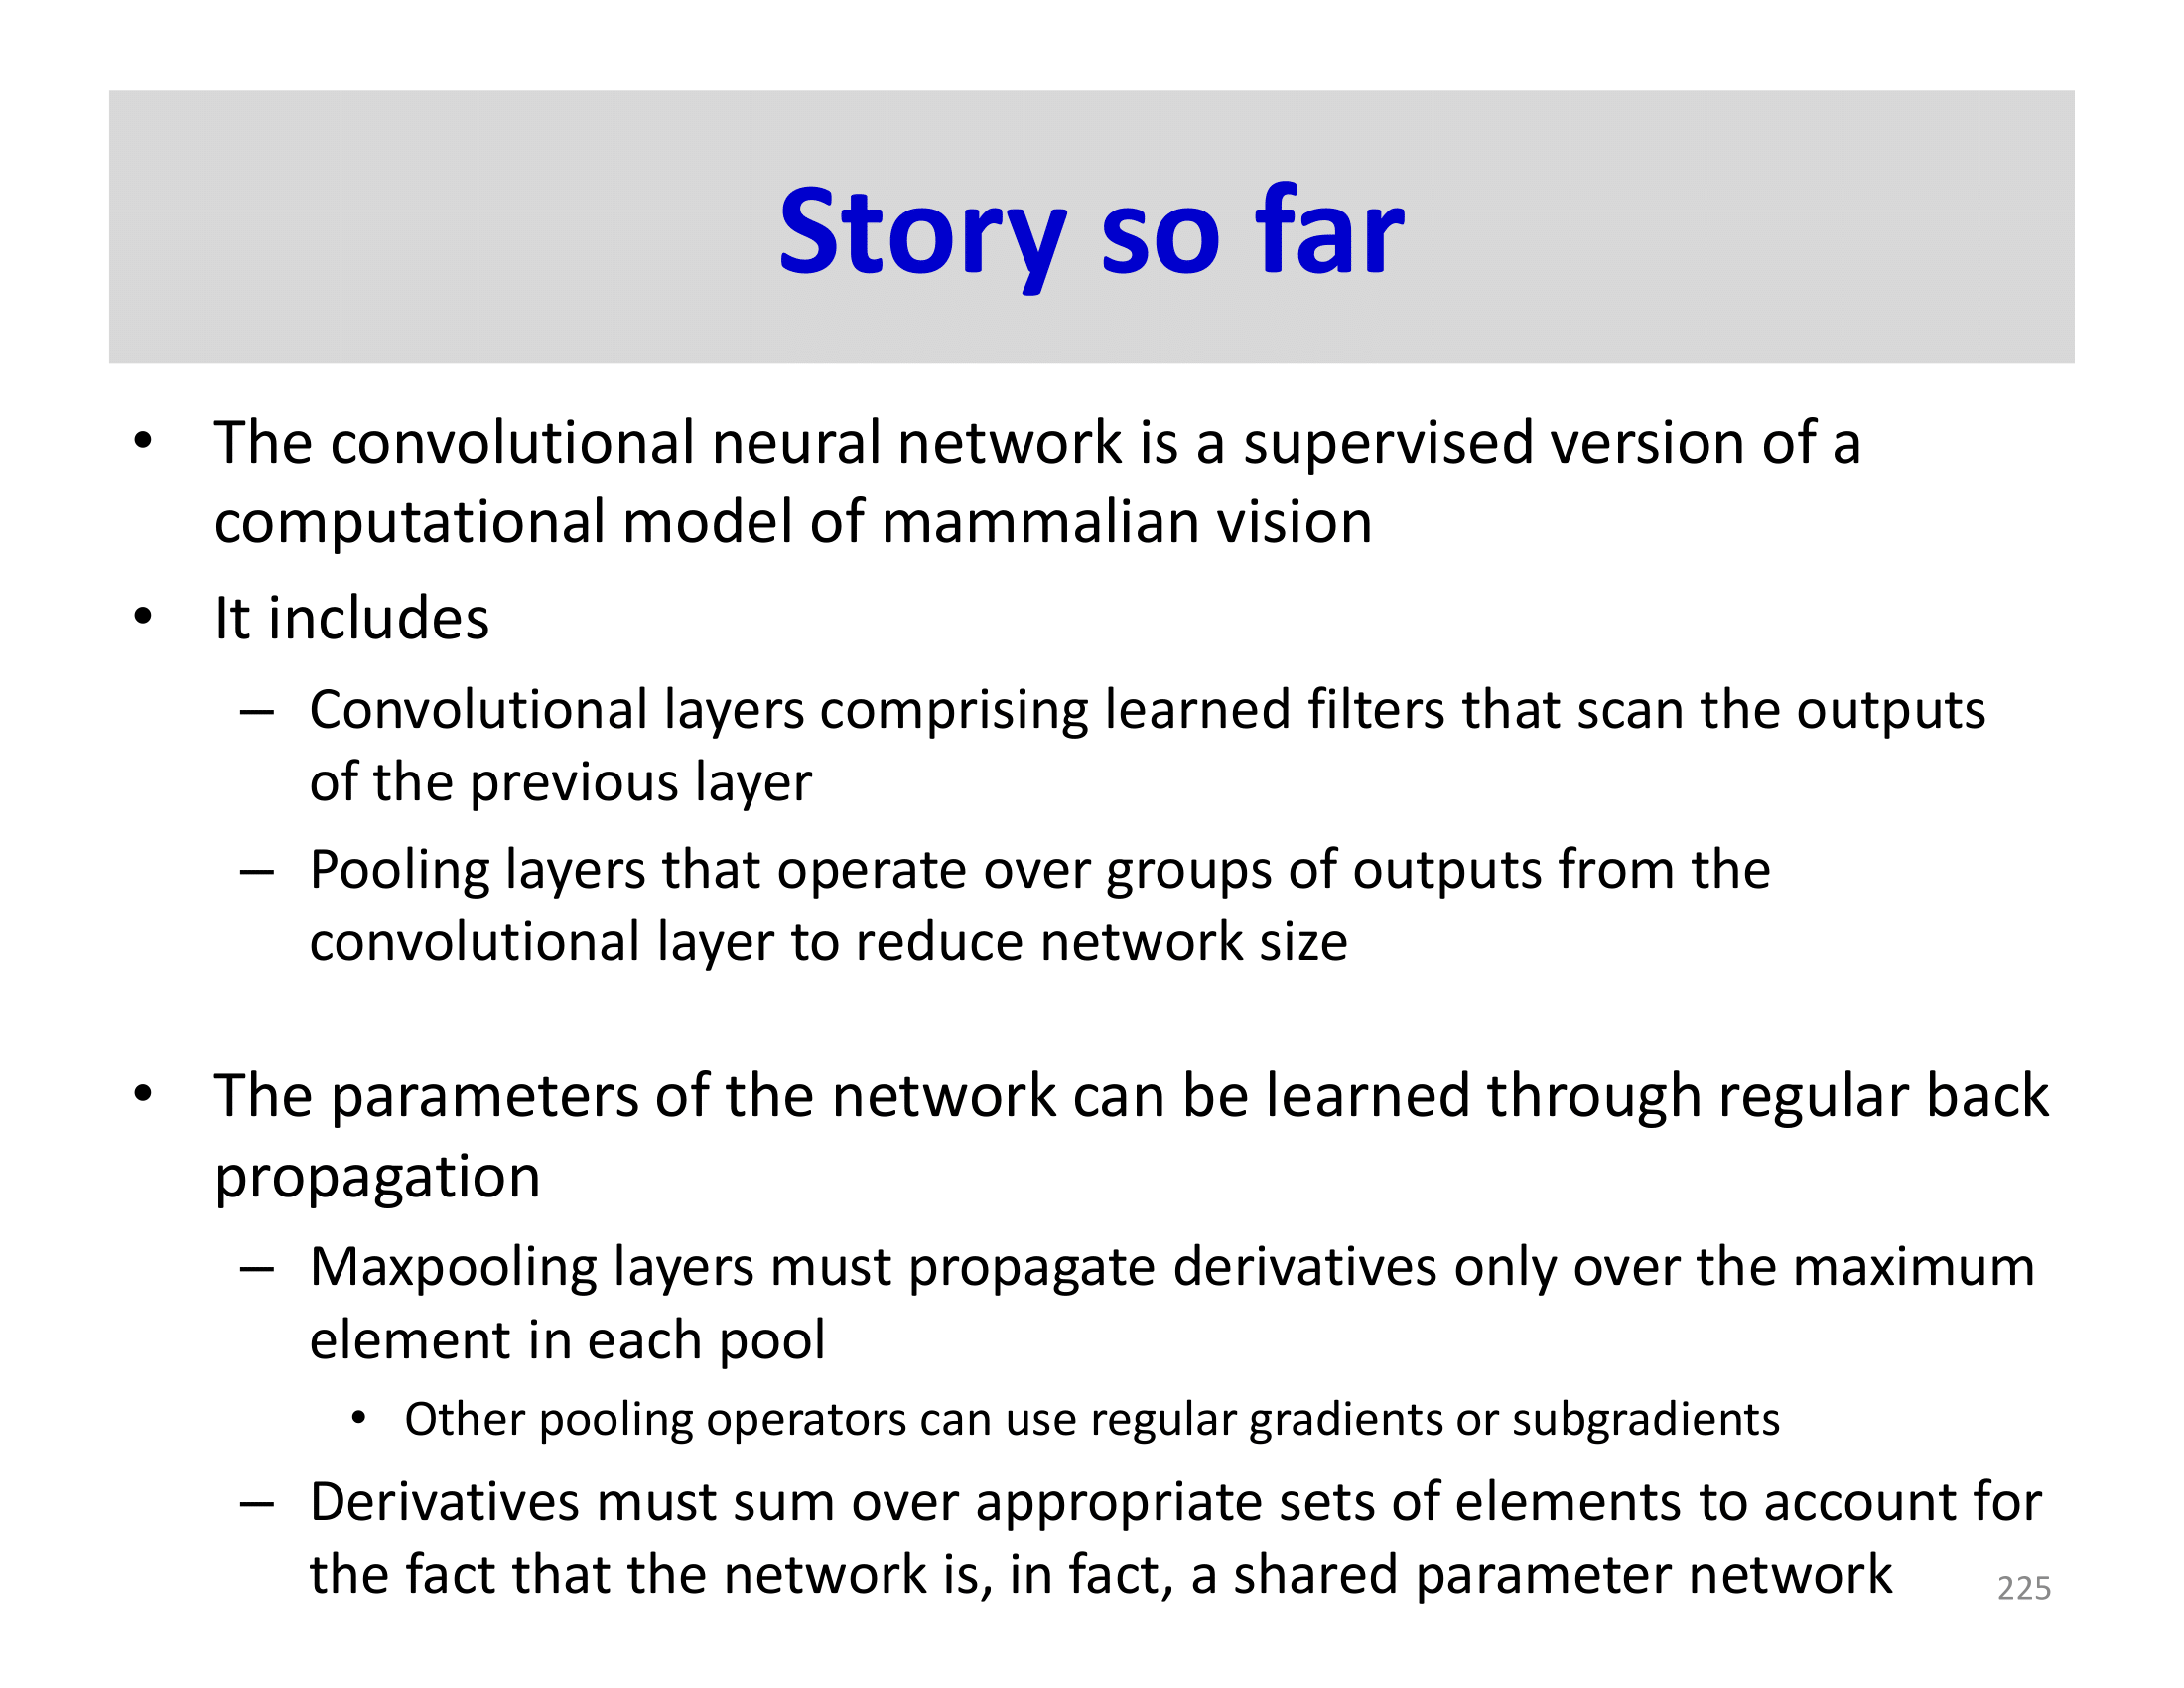 Story so far
• The convolutional neural network is a supervised version of a
computational model of mammalian vision
• It includes
– Convolutional layers comprising learned filters that scan the outputs
of the previous layer
– Pooling layers that operate over groups of outputs from the
convolutional layer to reduce network size
• The parameters of the network can be learned through regular back
propagation
– Maxpooling layers must propagate derivatives only over the maximum
element in each pool
• Other pooling operators can use regular gradients or subgradients
– Derivatives must sum over appropriate sets of elements to account for
the fact that the network is, in fact, a shared parameter network
225